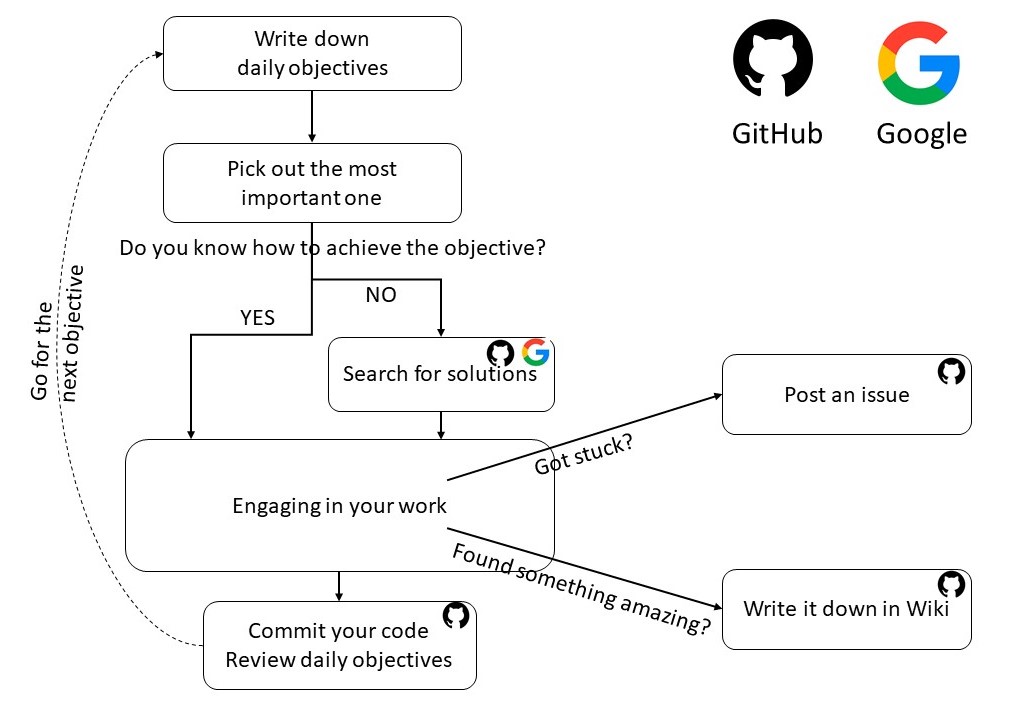 Write down
daily objectives
GitHub
Google
Pick out the most
important one
Do you know how to achieve the objective?
NO
YES
Go for the
next objective
Search for solutions
Post an issue
Got stuck?
Engaging in your work
Found something amazing?
Write it down in Wiki
Commit your code
Review daily objectives